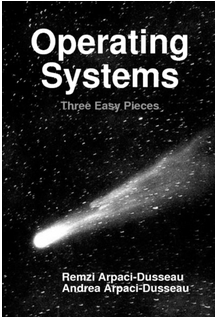 Operating
Systems
Three Easy Pieces
Remzi Arpaci-Dusseau
Andrea Arpaci-Dusseau